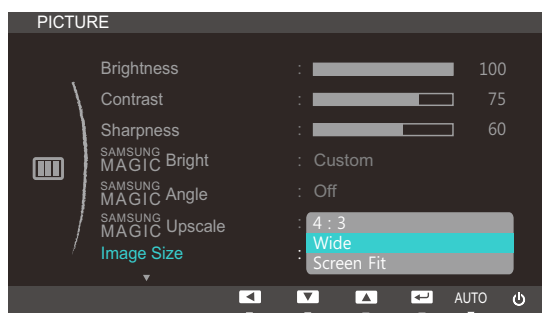 PICTURE
Brightness : 100
Contrast : 75
Sharpness : 60
SAMSUNG MAGIC Bright : Custom
SAMSUNG MAGIC Angle : Off
SAMSUNG MAGIC Upscale : 4 : 3
Wide
Image Size : Screen Fit
AUTO